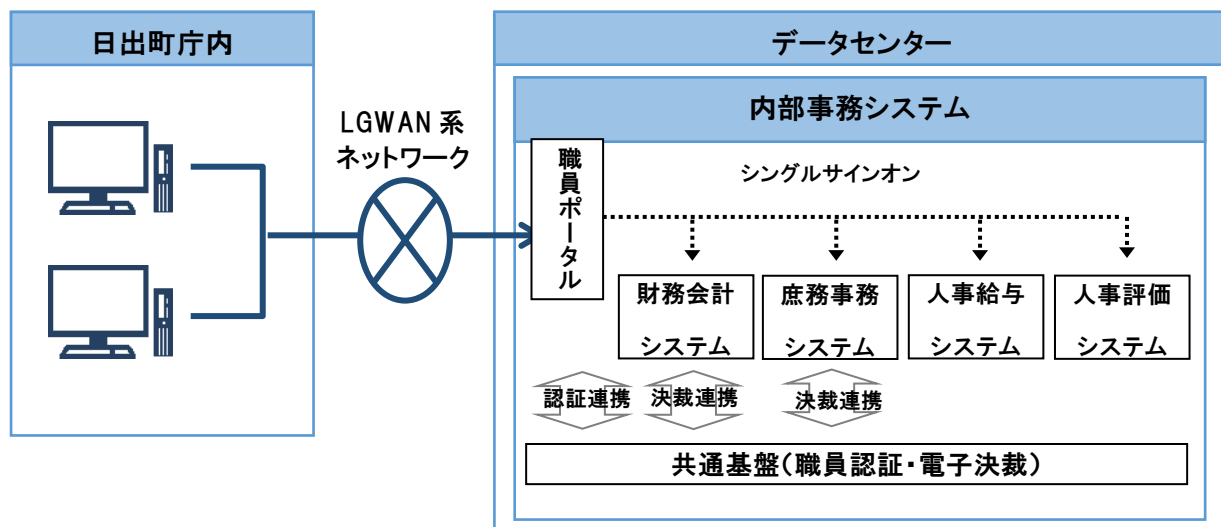 日出町庁内
データセンター
内部事務システム
LGWAN 系
ネットワーク
職員ポータル
シングルサインオン
財務会計
システム
庶務事務
システム
人事給与
システム
人事評価
システム
認証連携
決裁連携
決裁連携
共通基盤（職員認証・電子決裁）